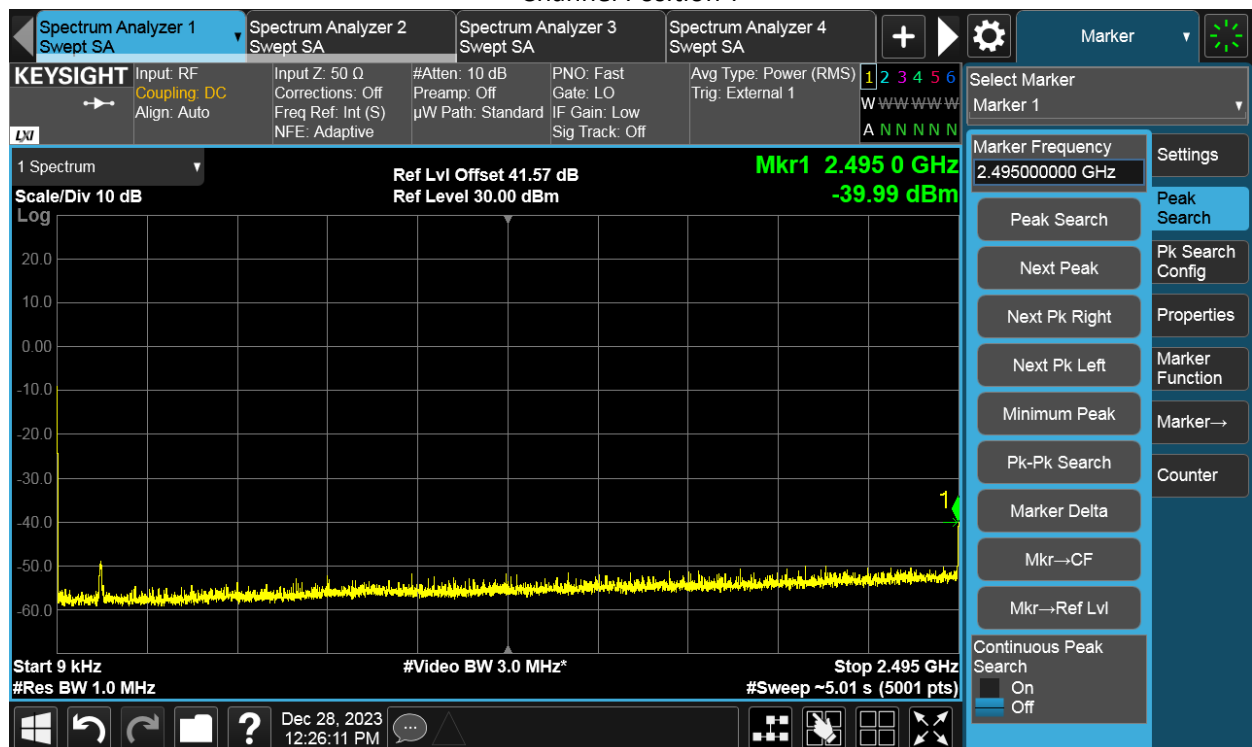 Spectrum Analyzer 1
Swept SA
Spectrum Analyzer 2
Swept SA
Spectrum Analyzer 3
Swept SA
Spectrum Analyzer 4
Swept SA
+
Marker
KEYSIGHT
LXI
Input: RF
Coupling: DC
Align: Auto
Input Z: 50 Ω
Corrections: Off
Freq Ref: Int (S)
NFE: Adaptive
#Atten: 10 dB
Preamp: Off
µW Path: Standard
PNO: Fast
Gate: LO
IF Gain: Low
Sig Track: Off
Avg Type: Power (RMS)
Trig: External 1
1 2 3 4 5 6
W W W W W W
A N N N N N
1 Spectrum
Scale/Div 10 dB
Ref Lvl Offset 41.57 dB
Ref Level 30.00 dBm
Mkr1 2.495 0 GHz
-39.99 dBm
Log
20.0
10.0
0.00
-10.0
-20.0
-30.0
-40.0
-50.0
-60.0
1
Start 9 kHz
#Res BW 1.0 MHz
#Video BW 3.0 MHz*
Stop 2.495 GHz
#Sweep ~5.01 s (5001 pts)
Select Marker
Marker 1
Marker Frequency
2.495000000 GHz
Peak Search
Next Peak
Next Pk Right
Next Pk Left
Minimum Peak
Pk-Pk Search
Marker Delta
Mkr→CF
Mkr→Ref Lvl
Continuous Peak
Search
On
Off
Settings
Peak
Search
Pk Search
Config
Properties
Marker
Function
Marker→
Counter
?
Dec 28, 2023
12:26:11 PM